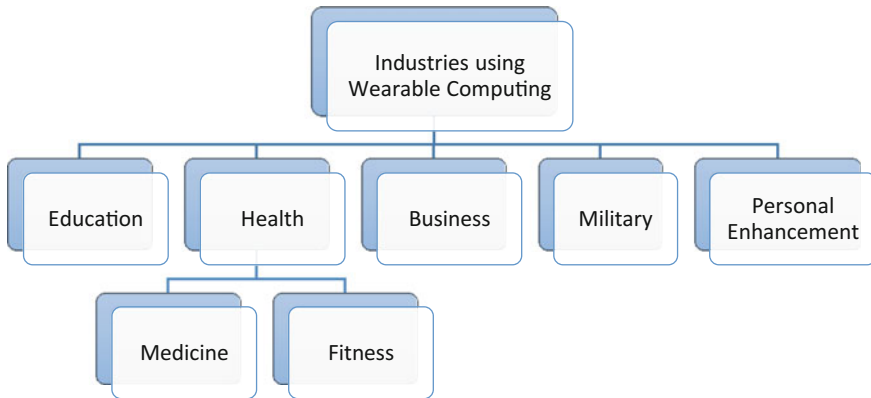 Industries using
Wearable Computing
Education
Health
Business
Military
Personal
Enhancement
Medicine
Fitness